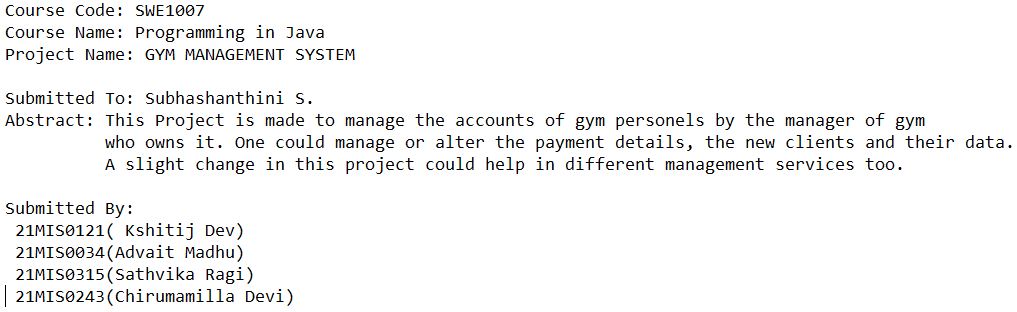 Course Code: SWE1007
Course Name: Programming in Java
Project Name: GYM MANAGEMENT SYSTEM
Submitted To: Subhashanthini S.
Abstract: This Project is made to manage the accounts of gym personels by the manager of gym
who owns it. One could manage or alter the payment details, the new clients and their data.
A slight change in this project could help in different management services too.
Submitted By:
21MIS0121( Kshitij Dev)
21MIS0034(Advait Madhu)
21MIS0315(Sathvika Ragi)
21MIS0243(Chirumamilla Devi)